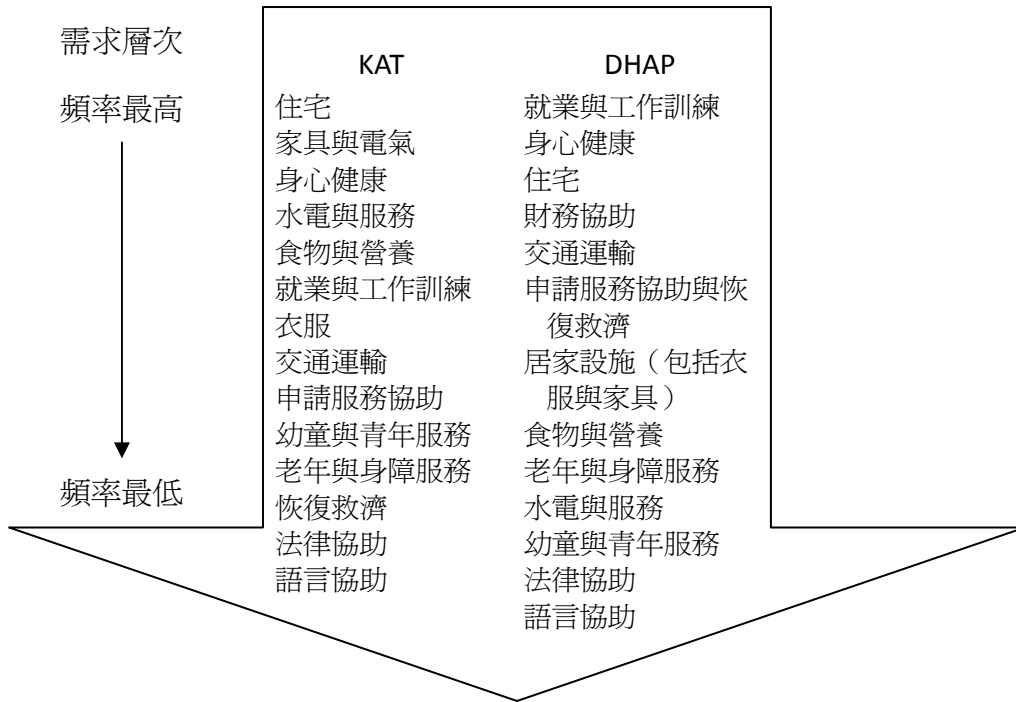 需求層次
頻率最高
頻率最低
KAT
住宅
家具與電氣
身心健康
水電與服務
食物與營養
就業與工作訓練
衣服
交通運輸
申請服務協助
幼童與青年服務
老年與身障服務
恢復救濟
法律協助
語言協助
DHAP
就業與工作訓練
身心健康
住宅
財務協助
交通運輸
申請服務協助與恢
復救濟
居家設施（包括衣
服與家具）
食物與營養
老年與身障服務
水電與服務
幼童與青年服務
法律協助
語言協助